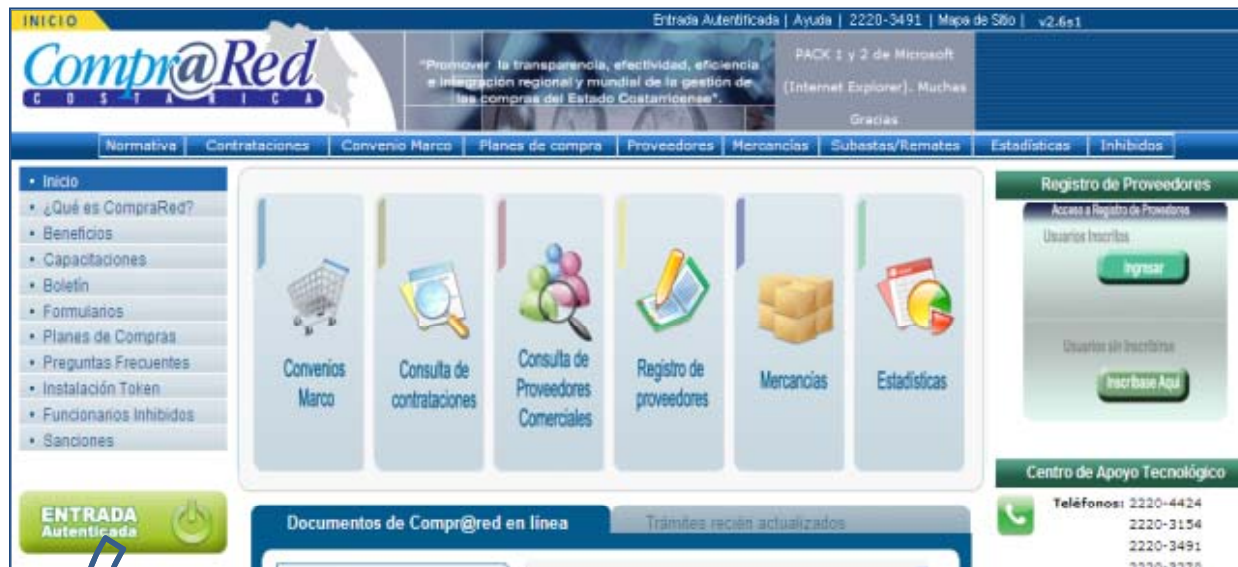 INICIO
Entrada Autentificada | Ayuda | 2220-3491 | Mapa de Sitio | v2.6s1
Compr@Red
COSTA RICA
"Promover la transparencia, efectividad, eficiencia
e integración regional y mundial de la gestión de
las compras del Estado Costarricense".
PACK 1 y 2 de Microsoft
(Internet Explorer). Muchas
Gracias
Normativa | Contrataciones | Convenio Marco | Planes de compra | Proveedores | Mercancías | Subastas/Remates | Estadísticas | Inhibidos
• Inicio
• ¿Qué es CompraRed?
• Beneficios
• Capacitaciones
• Boletín
• Formularios
• Planes de Compras
• Preguntas Frecuentes
• Instalación Token
• Funcionarios Inhibidos
• Sanciones
ENTRADA
Autenticada
Convenios
Marco
Consulta de
contrataciones
Consulta de
Proveedores
Comerciales
Registro de
proveedores
Mercancías
Estadísticas
Documentos de Compr@red en línea
Trámites recién actualizados
Registro de Proveedores
Acceso a Registro de Provedores
Usuarios Inscritos
Ingresar
Usuarios sin Inscribirse
Inscríbase Aquí
Centro de Apoyo Tecnológico
Teléfonos: 2220-4424
2220-3154
2220-3491